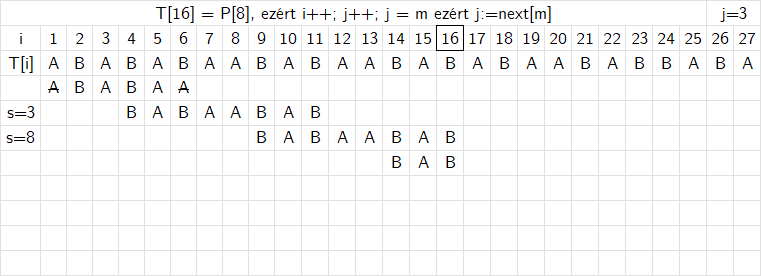 T[16] = P[8], ezért i++; j++; j = m ezért j:=next[m] j=3
i 1 2 3 4 5 6 7 8 9 10 11 12 13 14 15 16 17 18 19 20 21 22 23 24 25 26 27
T[i] A B A B A B A A B A B A A B A B A B A A B A B B A B A
A B A B A A
s=3 B A B A A B A B
s=8 B A B A A B A B
B A B